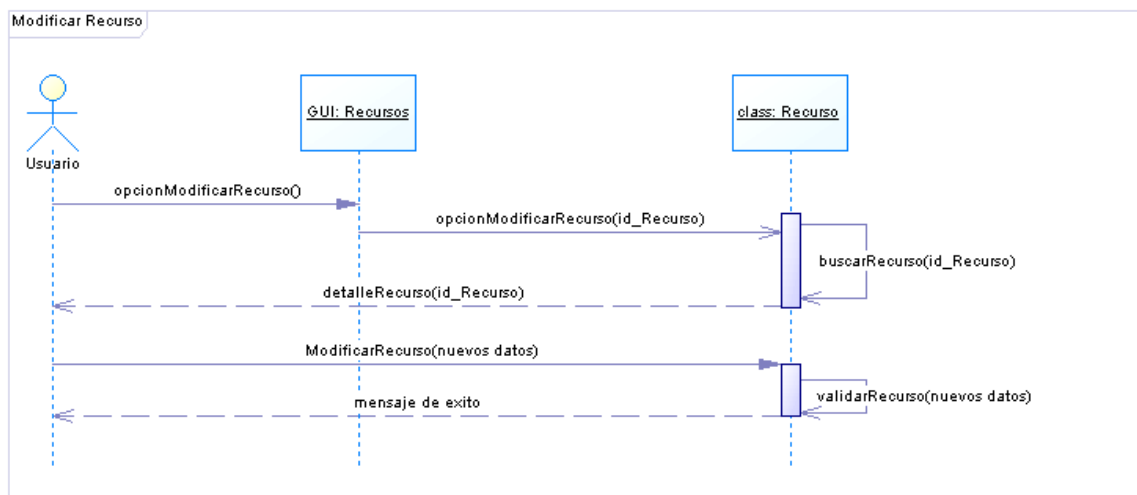 Modificar Recurso
GUI: Recursos
class: Recurso
Usuario
opcionModificarRecurso()
opcionModificarRecurso(id_Recurso)
buscarRecurso(id_Recurso)
detalleRecurso(id_Recurso)
ModificarRecurso(nuevos datos)
validarRecurso(nuevos datos)
mensaje de exito